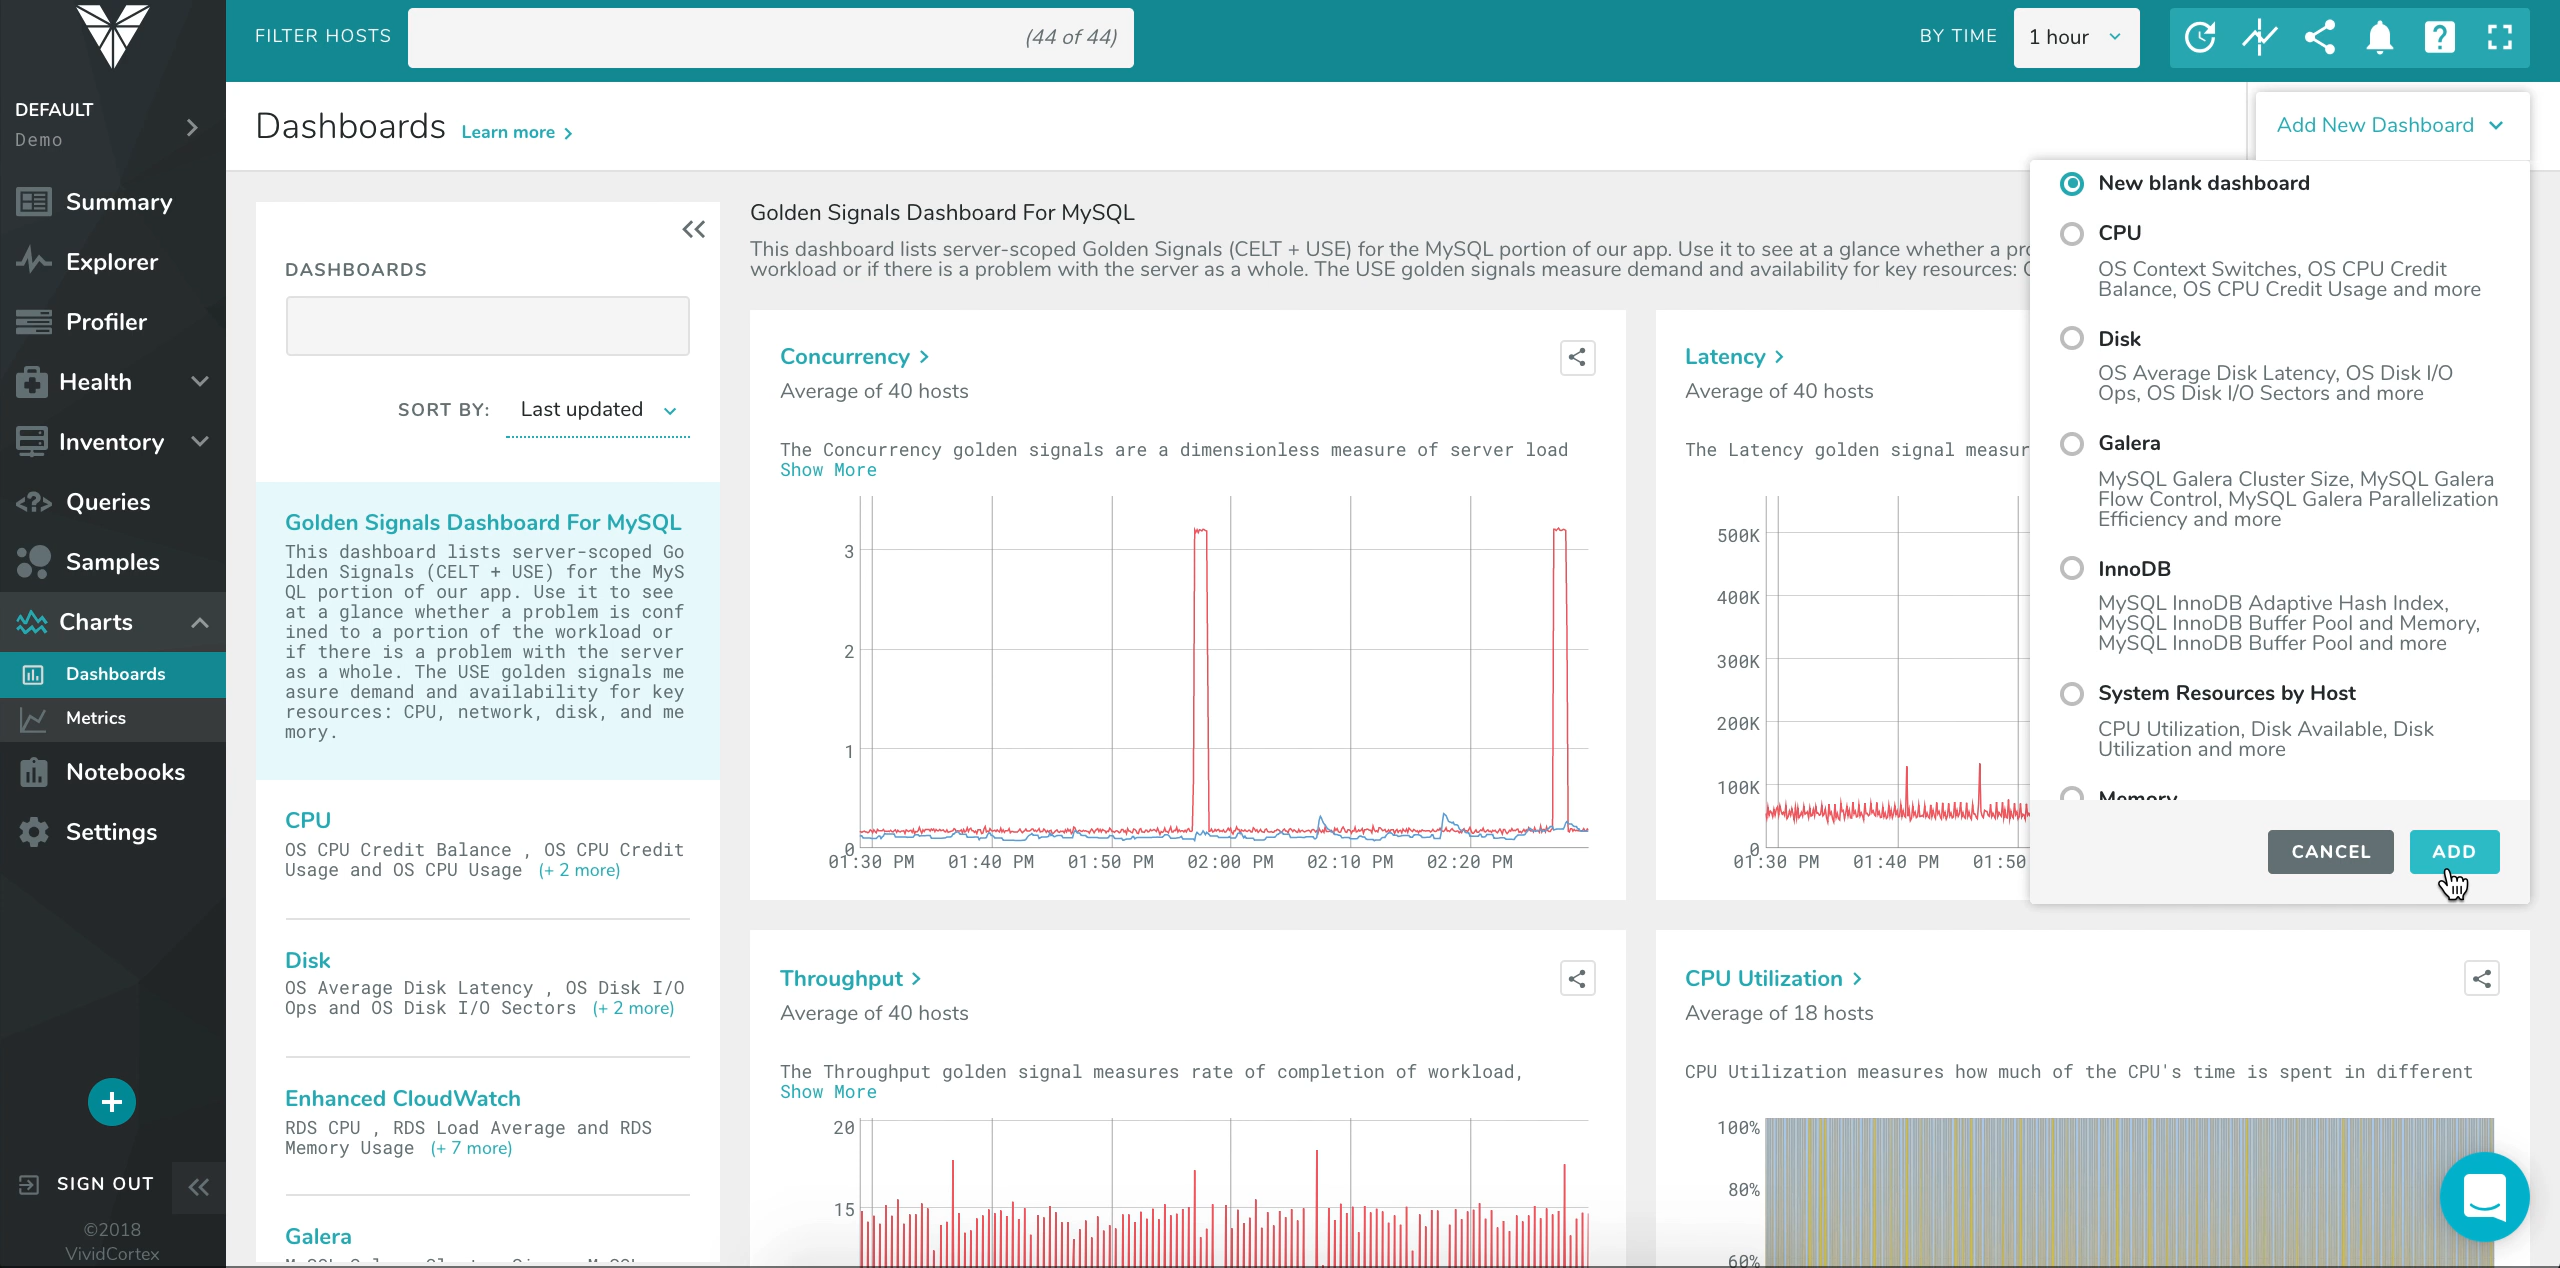 FILTER HOSTS
(44 of 44)
BY TIME
1 hour
DEFAULT
Demo
Summary
Explorer
Profiler
Health
Inventory
Queries
Samples
Charts
Dashboards
Metrics
Notebooks
Settings
SIGN OUT
©2018
VividCortex
Dashboards
Learn more
Add New Dashboard
DASHBOARDS
SORT BY:
Last updated
Golden Signals Dashboard For MySQL
This dashboard lists server-scoped Go
lden Signals (CELT + USE) for the MyS
QL portion of our app. Use it to see
at a glance whether a problem is conf
ined to a portion of the workload or
if there is a problem with the server
as a whole. The USE golden signals me
asure demand and availability for key
resources: CPU, network, disk, and me
mory.
CPU
OS CPU Credit Balance , OS CPU Credit
Usage and OS CPU Usage (+ 2 more)
Disk
OS Average Disk Latency , OS Disk I/O
Ops and OS Disk I/O Sectors (+ 2 more)
Enhanced CloudWatch
RDS CPU , RDS Load Average and RDS
Memory Usage (+ 7 more)
Galera
Golden Signals Dashboard For MySQL
This dashboard lists server-scoped Golden Signals (CELT + USE) for the MySQL portion of our app. Use it to see at a glance whether a pro
workload or if there is a problem with the server as a whole. The USE golden signals measure demand and availability for key resources: C
Concurrency
Average of 40 hosts
The Concurrency golden signals are a dimensionless measure of server load
Show More
3
2
1
0
01:30 PM 01:40 PM 01:50 PM 02:00 PM 02:10 PM 02:20 PM
Latency
Average of 40 hosts
The Latency golden signal measur
500K
400K
300K
200K
100K
0
01:30 PM 01:40 PM 01:50
Throughput
Average of 40 hosts
The Throughput golden signal measures rate of completion of workload,
Show More
20
15
CPU Utilization
Average of 18 hosts
CPU Utilization measures how much of the CPU's time is spent in different
100%
80%
60%
New blank dashboard
CPU
OS Context Switches, OS CPU Credit
Balance, OS CPU Credit Usage and more
Disk
OS Average Disk Latency, OS Disk I/O
Ops, OS Disk I/O Sectors and more
Galera
MySQL Galera Cluster Size, MySQL Galera
Flow Control, MySQL Galera Parallelization
Efficiency and more
InnoDB
MySQL InnoDB Adaptive Hash Index,
MySQL InnoDB Buffer Pool and Memory,
MySQL InnoDB Buffer Pool and more
System Resources by Host
CPU Utilization, Disk Available, Disk
Utilization and more
Memory
CANCEL
ADD